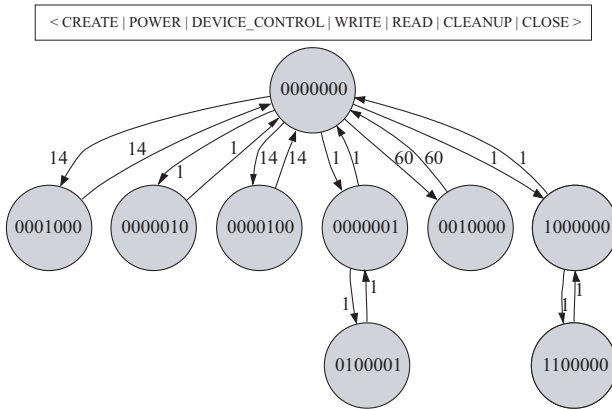 < CREATE | POWER | DEVICE_CONTROL | WRITE | READ | CLEANUP | CLOSE >
0000000
14 14 1 1 14 14 1 1 60 60 1 1
0001000 0000010 0000100 0000001 0010000 1000000
1 1 1 1
0100001 1100000